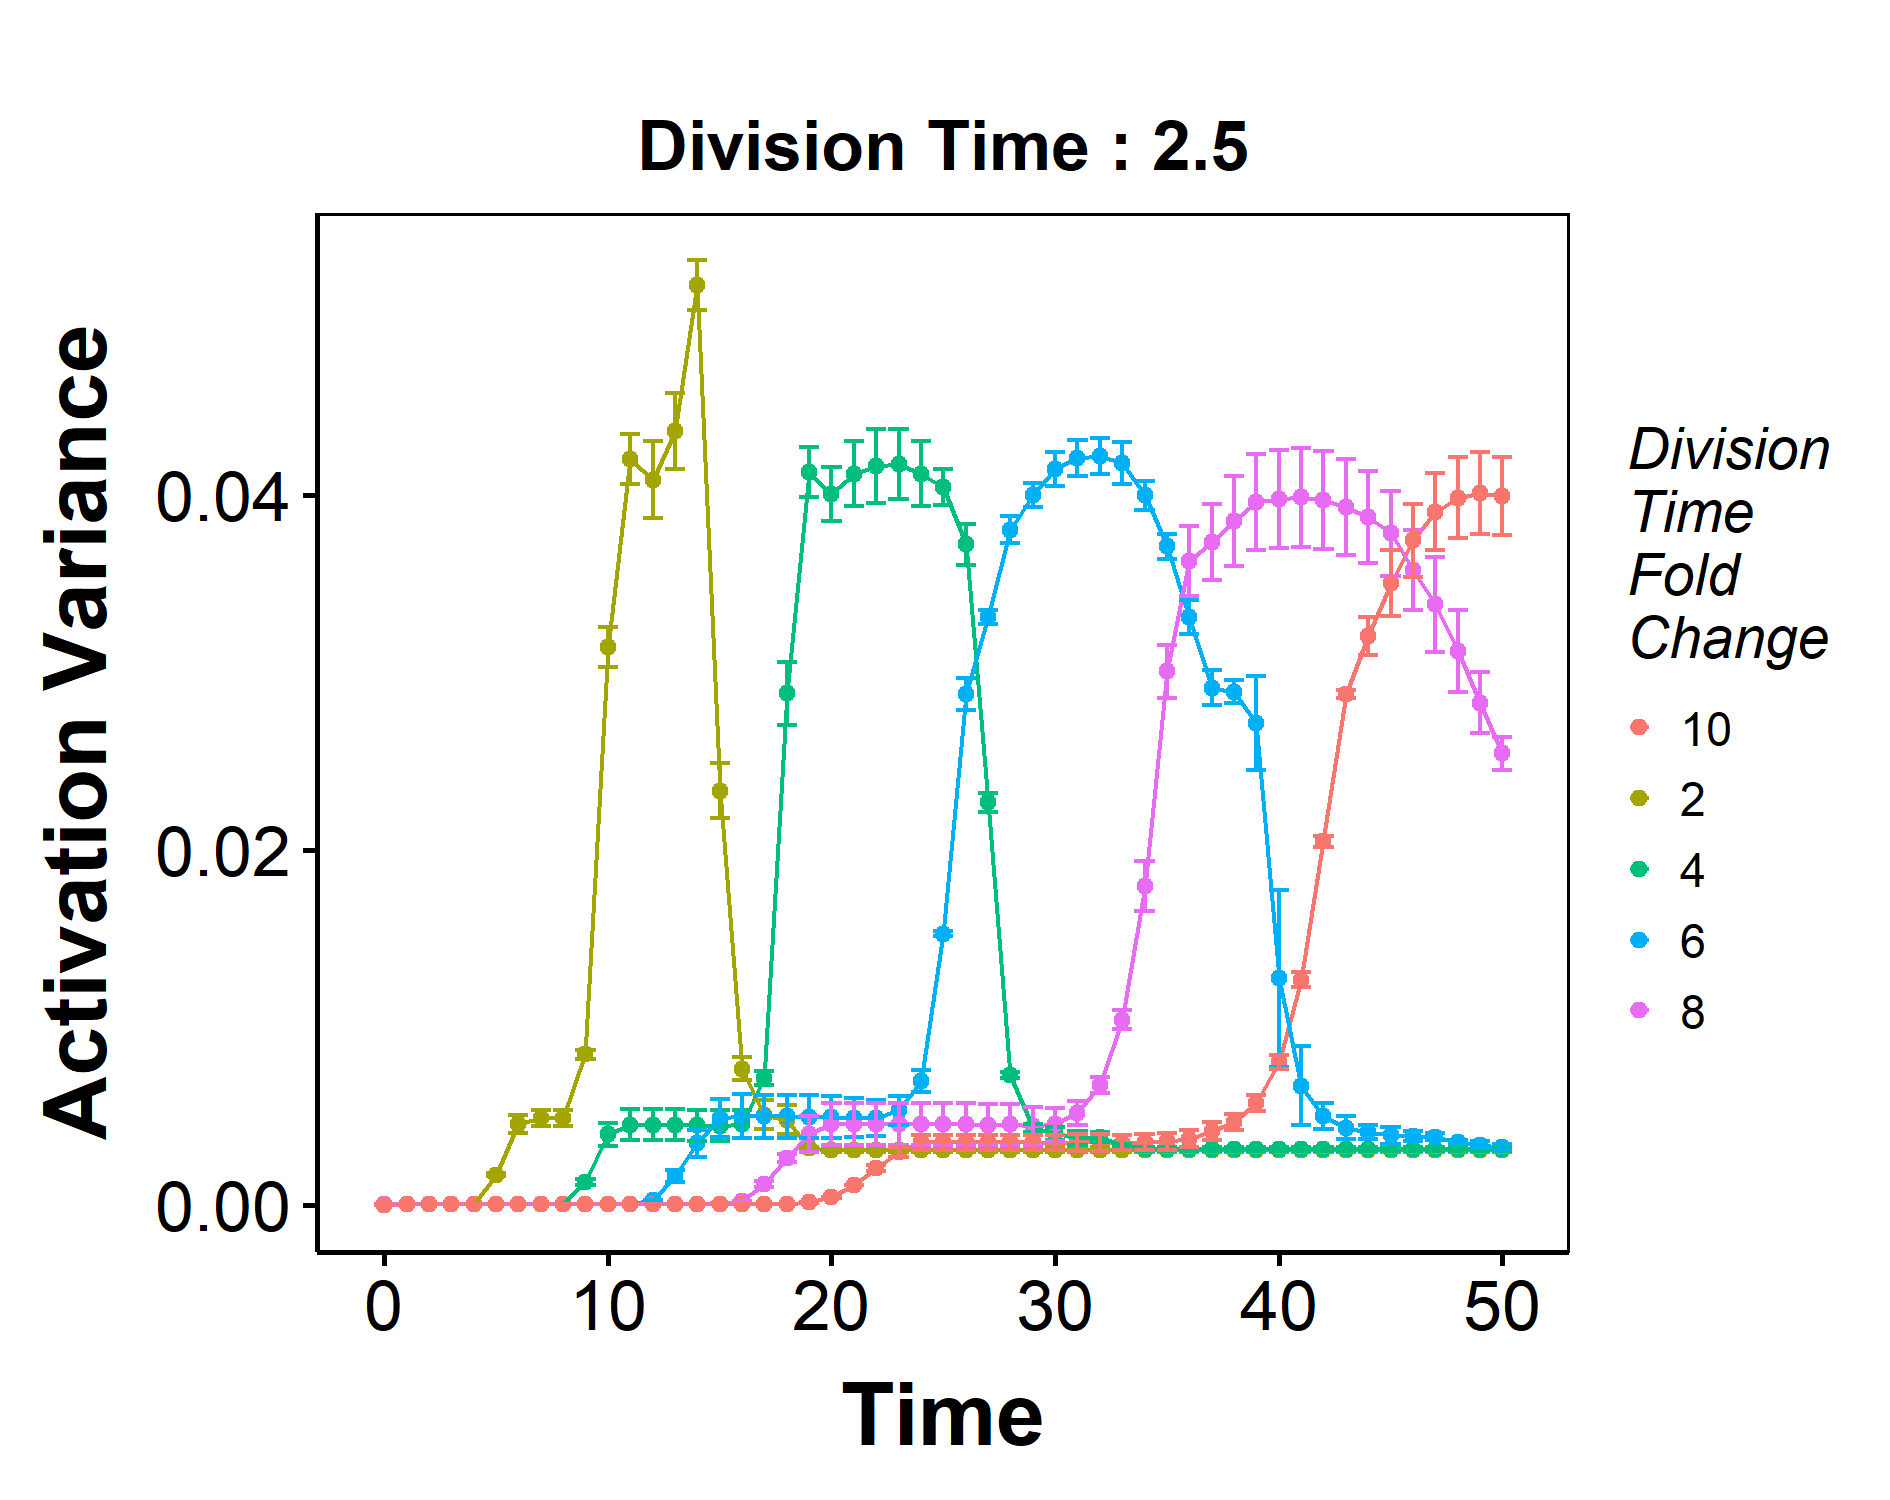 Division Time : 2.5
Activation Variance
0.04
0.02
0.00
0 10 20 30 40 50
Time
Division
Time
Fold
Change
10
2
4
6
8